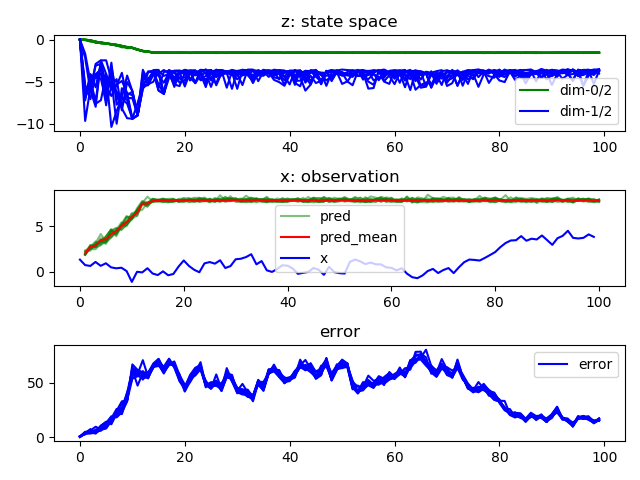 z: state space
0
−5
−10
dim-0/2
dim-1/2
0 20 40 60 80 100
x: observation
5
0
pred
pred_mean
x
0 20 40 60 80 100
error
50
0
error
0 20 40 60 80 100